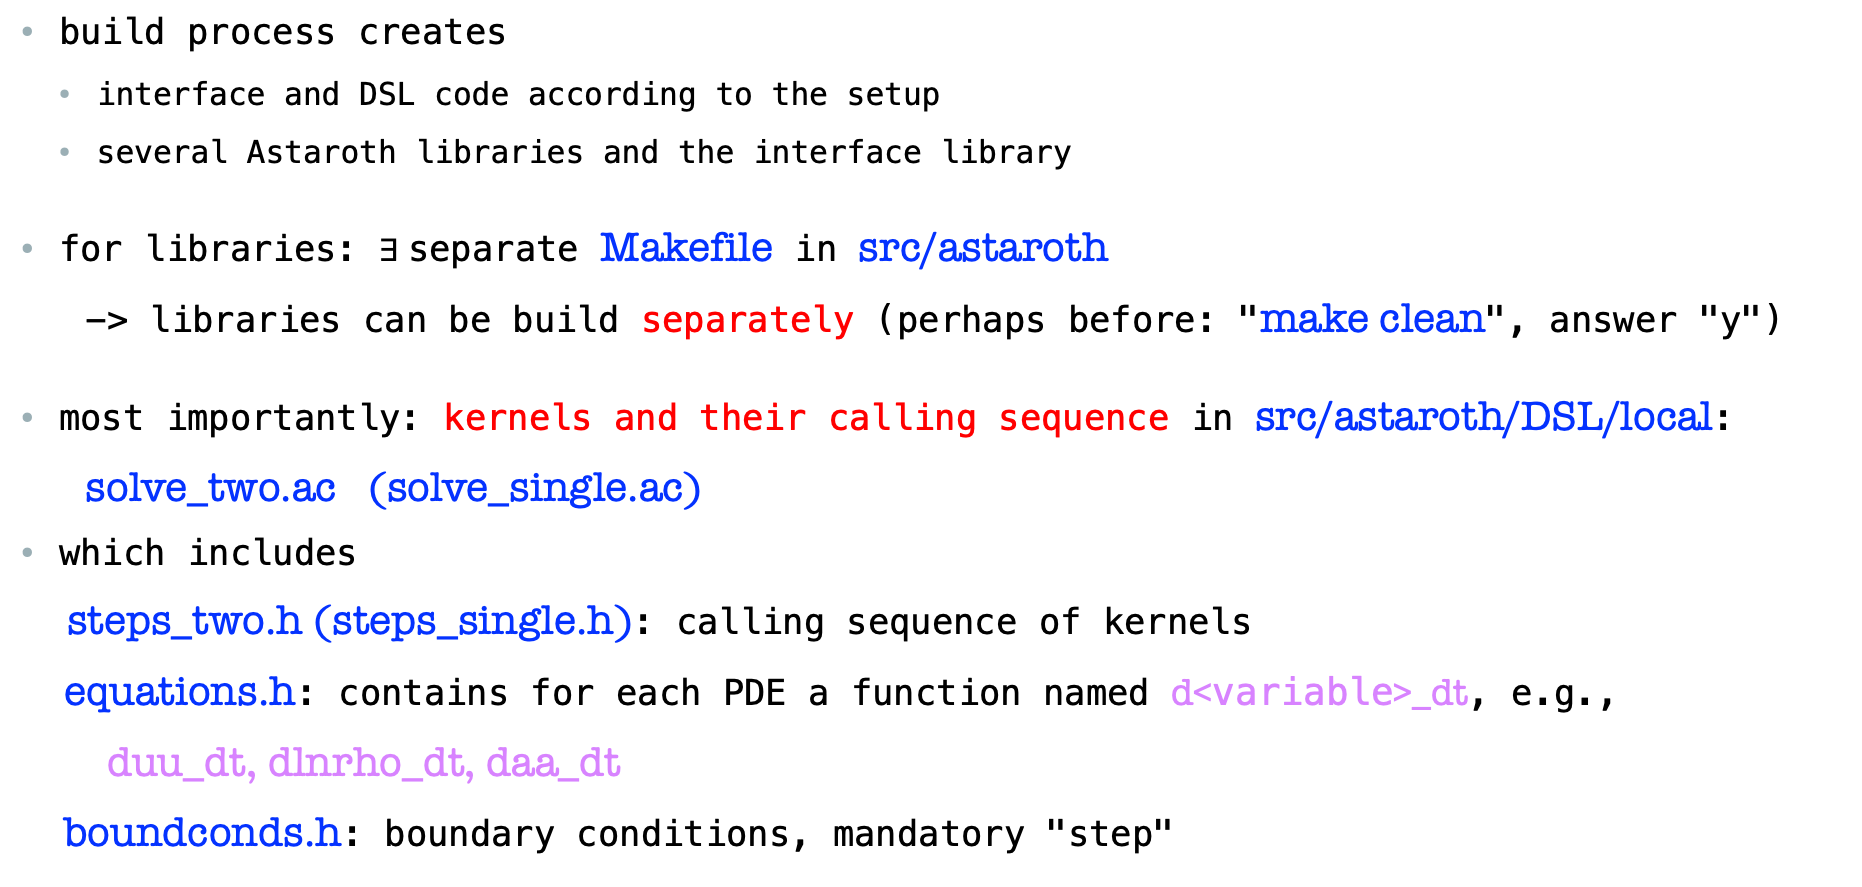 • build process creates
• interface and DSL code according to the setup
• several Astaroth libraries and the interface library
• for libraries: ∃ separate Makefile in src/astaroth
–> libraries can be build separately (perhaps before: "make clean", answer "y")
• most importantly: kernels and their calling sequence in src/astaroth/DSL/local:
solve_two.ac (solve_single.ac)
• which includes
steps_two.h (steps_single.h): calling sequence of kernels
equations.h: contains for each PDE a function named d<variable>_dt, e.g.,
duu_dt, dlnrho_dt, daa_dt
boundconds.h: boundary conditions, mandatory "step"